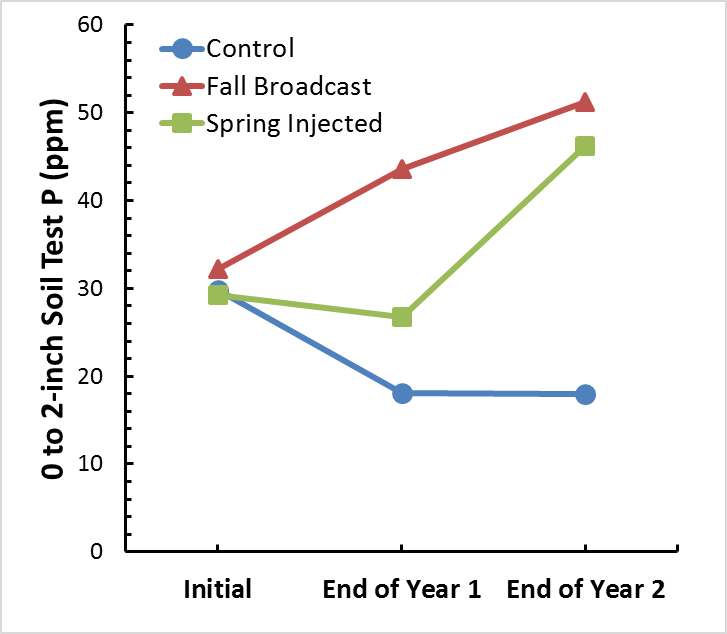 60
50
40
30
20
10
0
0 to 2-inch Soil Test P (ppm)
Control
Fall Broadcast
Spring Injected
Initial End of Year 1 End of Year 2